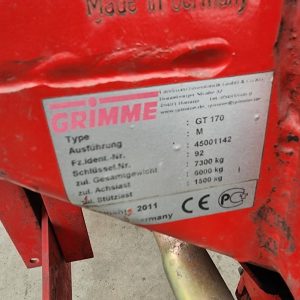 Made in Germany
GRIMME
Type : GT 170
Ausführung : M
Fz.Ident.-Nr. : 45001142
Schlüssel.Nr. : 92
zul. Gesamtgewicht : 7300 kg
zul. Achslast : 6000 kg
zul. Stützlast : 1500 kg
2011
Germany
CE